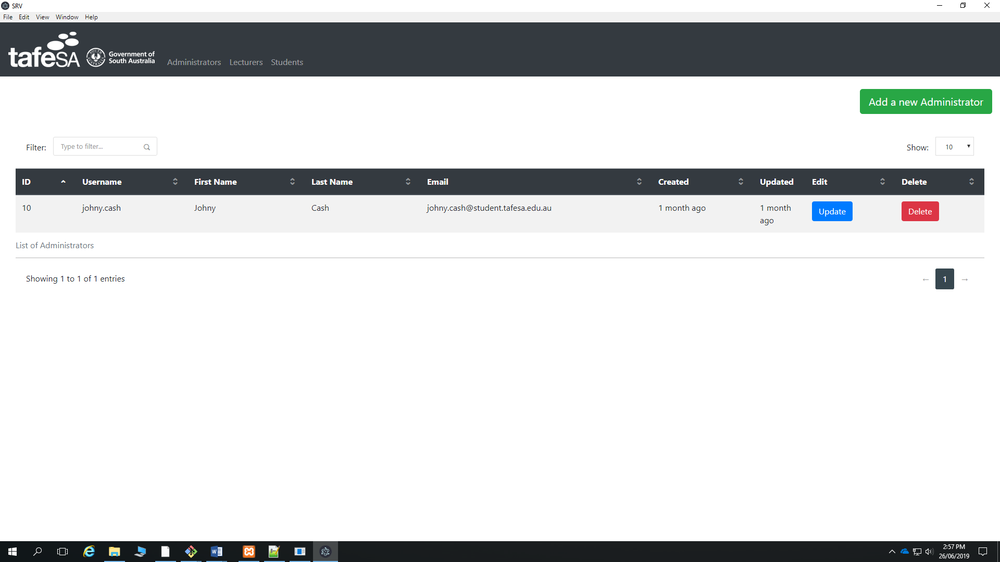 SRV
File Edit View Window Help
tafeSA
Government of
South Australia
Administrators Lecturers Students
Add a new Administrator
Filter: Type to filter... Show: 10
ID Username First Name Last Name Email Created Updated Edit Delete
10 johny.cash Johny Cash johny.cash@student.tafesa.edu.au 1 month ago 1 month Update Delete
ago
List of Administrators
Showing 1 to 1 of 1 entries ← 1 →
2:57 PM
26/06/2019